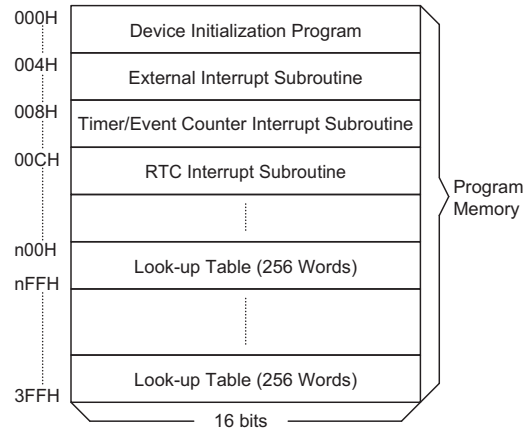 000H
Device Initialization Program
004H
External Interrupt Subroutine
008H
Timer/Event Counter Interrupt Subroutine
00CH
RTC Interrupt Subroutine
Program
Memory
n00H
Look-up Table (256 Words)
nFFH
Look-up Table (256 Words)
3FFH
16 bits